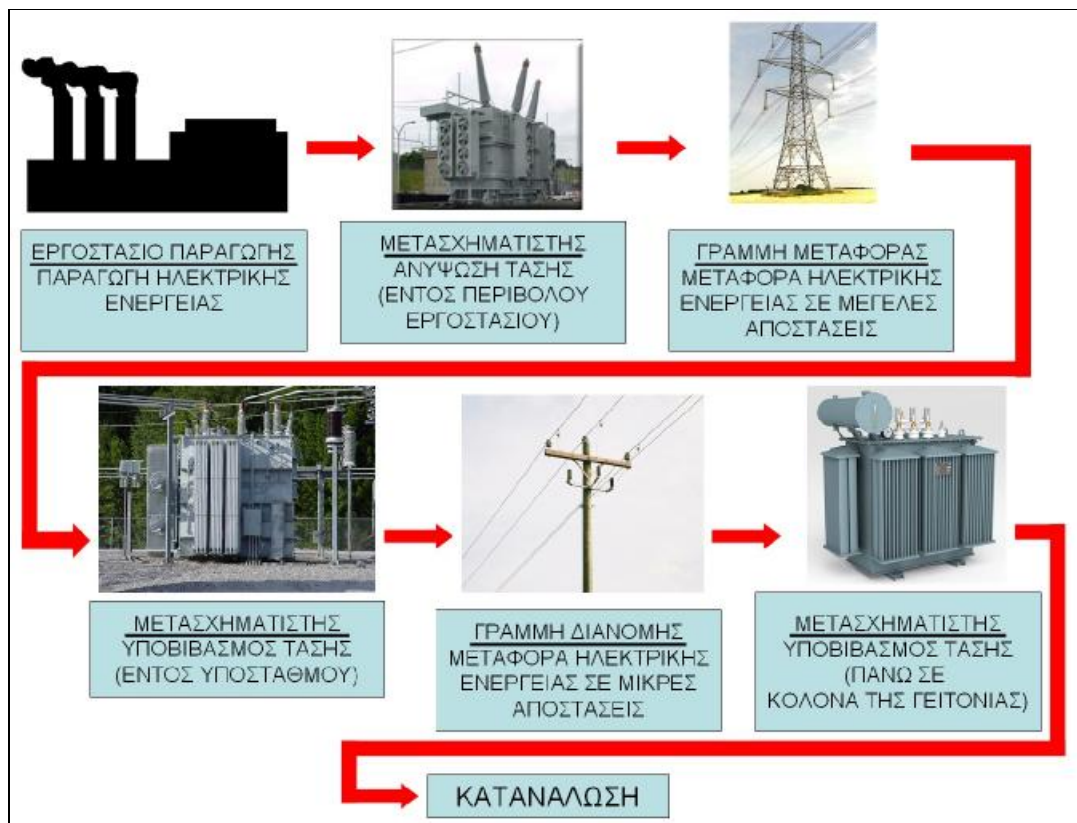 ΕΡΓΟΣΤΑΣΙΟ ΠΑΡΑΓΩΓΗΣ
ΠΑΡΑΓΩΓΗ ΗΛΕΚΤΡΙΚΗΣ
ΕΝΕΡΓΕΙΑΣ
ΜΕΤΑΣΧΗΜΑΤΙΣΤΗΣ
ΑΝΥΨΩΣΗ ΤΑΣΗΣ
(ΕΝΤΟΣ ΠΕΡΙΒΟΛΟΥ
ΕΡΓΟΣΤΑΣΙΟΥ)
ΓΡΑΜΜΗ ΜΕΤΑΦΟΡΑΣ
ΜΕΤΑΦΟΡΑ ΗΛΕΚΤΡΙΚΗΣ
ΕΝΕΡΓΕΙΑΣ ΣΕ ΜΕΓΕΛΕΣ
ΑΠΟΣΤΑΣΕΙΣ
ΜΕΤΑΣΧΗΜΑΤΙΣΤΗΣ
ΥΠΟΒΙΒΑΣΜΟΣ ΤΑΣΗΣ
(ΕΝΤΟΣ ΥΠΟΣΤΑΘΜΟΥ)
ΓΡΑΜΜΗ ΔΙΑΝΟΜΗΣ
ΜΕΤΑΦΟΡΑ ΗΛΕΚΤΡΙΚΗΣ
ΕΝΕΡΓΕΙΑΣ ΣΕ ΜΙΚΡΕΣ
ΑΠΟΣΤΑΣΕΙΣ
ΜΕΤΑΣΧΗΜΑΤΙΣΤΗΣ
ΥΠΟΒΙΒΑΣΜΟΣ ΤΑΣΗΣ
(ΠΑΝΩ ΣΕ
ΚΟΛΟΝΑ ΤΗΣ ΓΕΙΤΟΝΙΑΣ)
ΚΑΤΑΝΑΛΩΣΗ